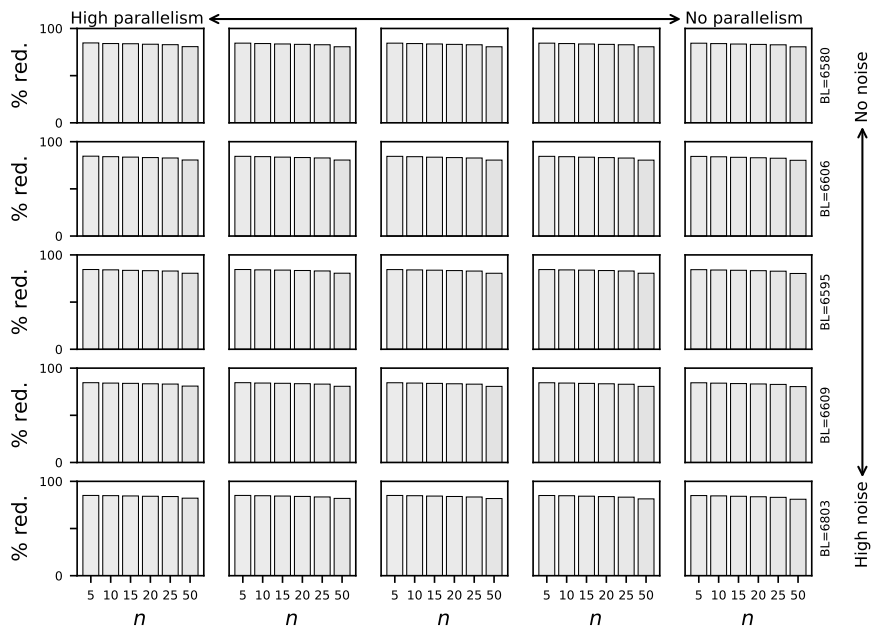 High parallelism No parallelism
100
% red.
0
BL=6580
No noise
100
% red.
0
BL=6606
100
% red.
0
BL=6595
100
% red.
0
BL=6609
100
% red.
0
BL=6803
High noise
5 10 15 20 25 50 5 10 15 20 25 50 5 10 15 20 25 50 5 10 15 20 25 50 5 10 15 20 25 50
n n n n n